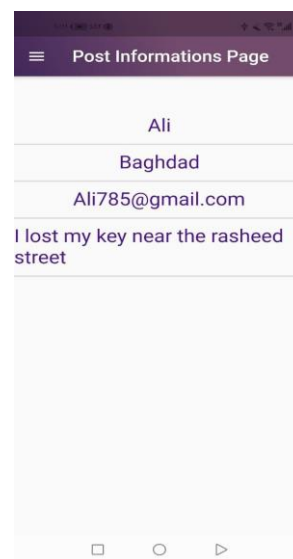 Post Informations Page
Ali
Baghdad
Ali785@gmail.com
I lost my key near the rasheed
street